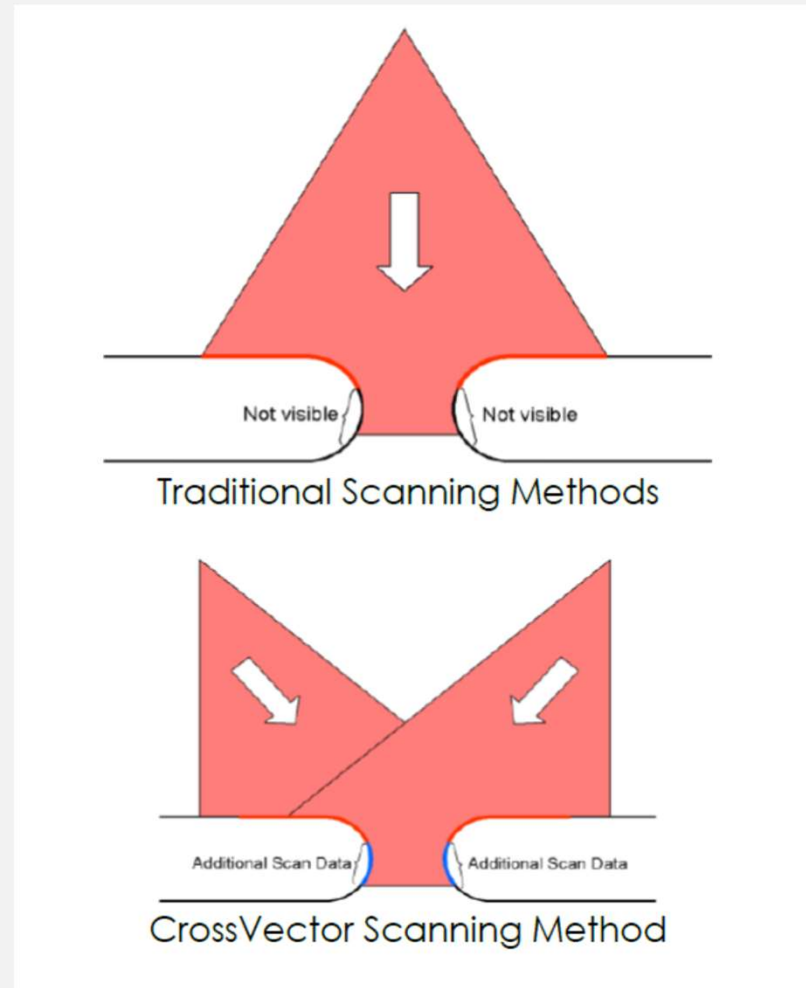 Not visible
Not visible
Traditional Scanning Methods
Additional Scan Data
Additional Scan Data
CrossVector Scanning Method